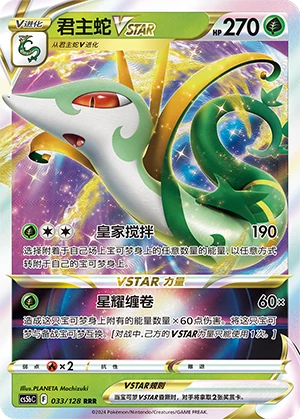 V进化
君主蛇VSTAR HP 270
从君主蛇V进化
皇家搅拌 190
选择附着于自己场上宝可梦身上的任意数量的能量，以任意方式
转附于自己的宝可梦身上。
VSTAR 力量
星耀缠卷 60×
造成这只宝可梦身上附有的能量数量×60点伤害。将这只宝可
梦与备战宝可梦互换。[对战中，己方的VSTAR力量只能使用1次。]
弱点 ×2 抗性 撤退
Illus.PLANETA Mochizuki
cs5bC F 033/128 RRR
VSTAR规则
当宝可梦VSTAR昏厥时，对手将拿取2张奖赏卡。
©2024 Pokémon/Nintendo/Creatures/GAME FREAK.